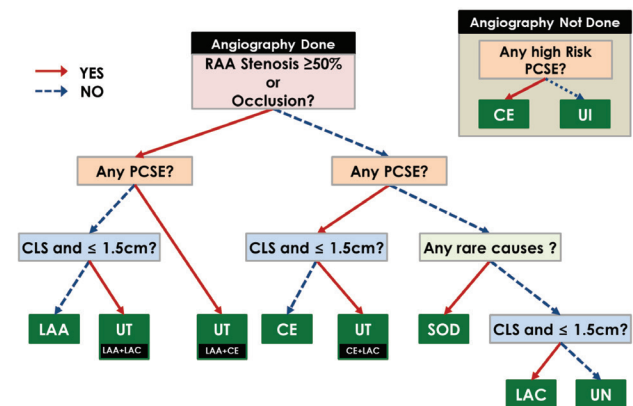 Angiography Done
RAA Stenosis ≥50%
or
Occlusion?
Angiography Not Done
Any high Risk
PCSE?
CE
UI
YES
NO
Any PCSE?
Any PCSE?
CLS and ≤ 1.5cm?
CLS and ≤ 1.5cm?
Any rare causes ?
LAA
UT
LAA+LAC
UT
LAA+CE
CE
UT
CE+LAC
SOD
CLS and ≤ 1.5cm?
LAC
UN